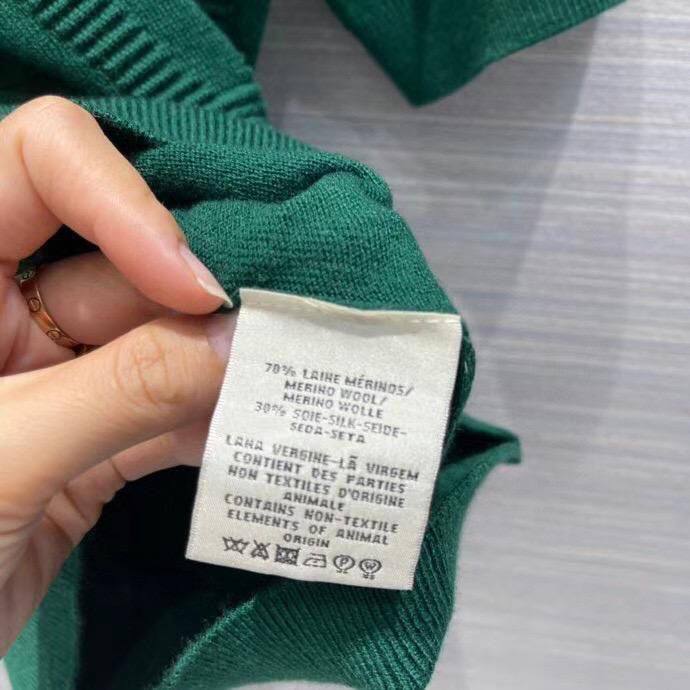 70% LAINE MÉRINOS/
MERINO WOOL/
MERINO WOLLE
30% SOIE-SILK-SEIDE-
SEDA-SETA
LANA VERGINE-LÃ VIRGEM
CONTIENT DES PARTIES
NON TEXTILES D'ORIGINE
ANIMALE
CONTAINS NON-TEXTILE
ELEMENTS OF ANIMAL
ORIGIN
P W